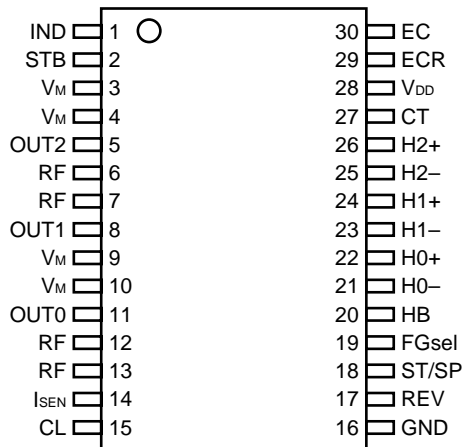 IND 1 30 EC
STB 2 29 ECR
VM 3 28 VDD
VM 4 27 CT
OUT2 5 26 H2+
RF 6 25 H2–
RF 7 24 H1+
OUT1 8 23 H1–
VM 9 22 H0+
VM 10 21 H0–
OUT0 11 20 HB
RF 12 19 FGsel
RF 13 18 ST/SP
ISEN 14 17 REV
CL 15 16 GND